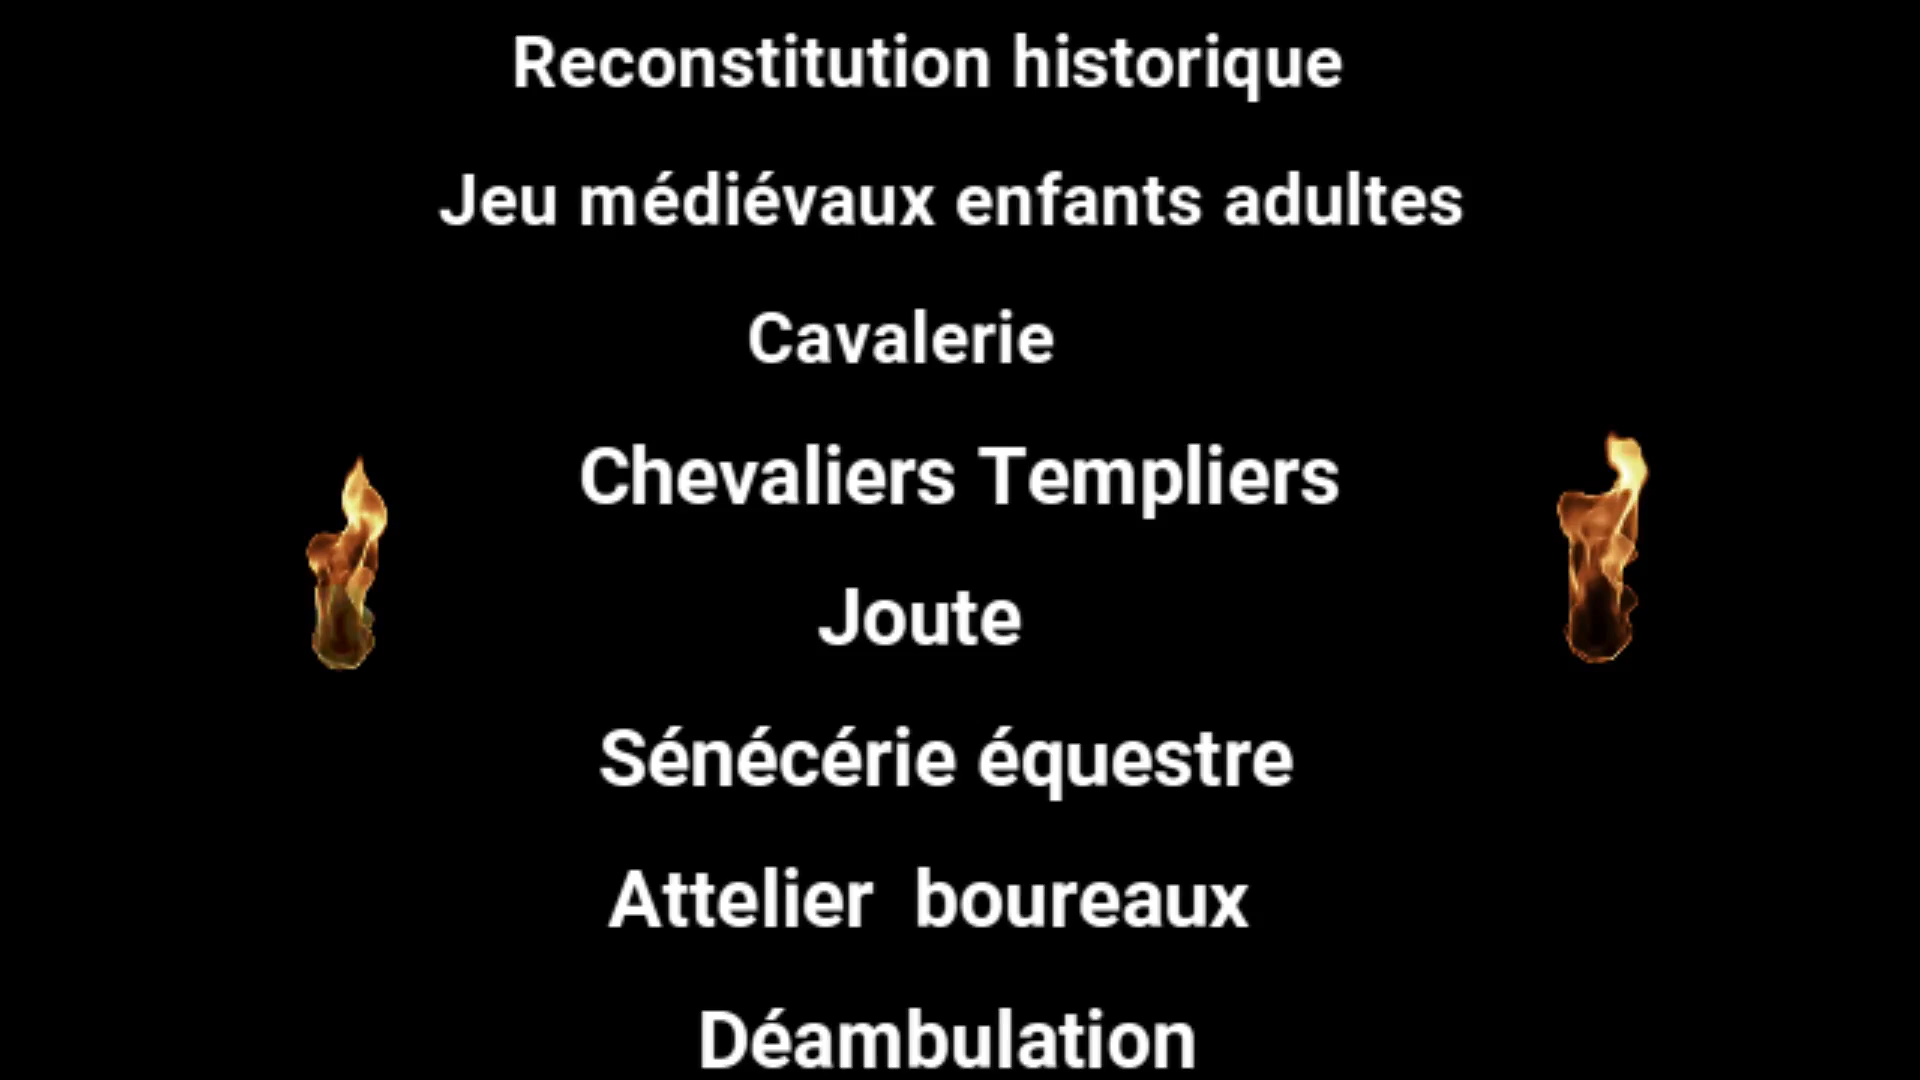 Reconstitution historique
Jeu médiévaux enfants adultes
Cavalerie
Chevaliers Templiers
Joute
Sénécérie équestre
Attelier  boureaux
Déambulation